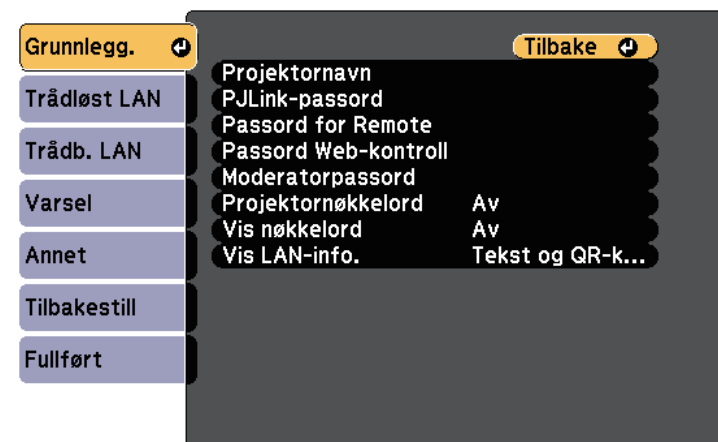 Grunnlegg.
Trådløst LAN
Trådb. LAN
Varsel
Annet
Tilbakestill
Fullført
Tilbake
Projektornavn
PJLink-passord
Passord for Remote
Passord Web-kontroll
Moderatorpassord
Projektornøkkelord Av
Vis nøkkelord Av
Vis LAN-info. Tekst og QR-k...